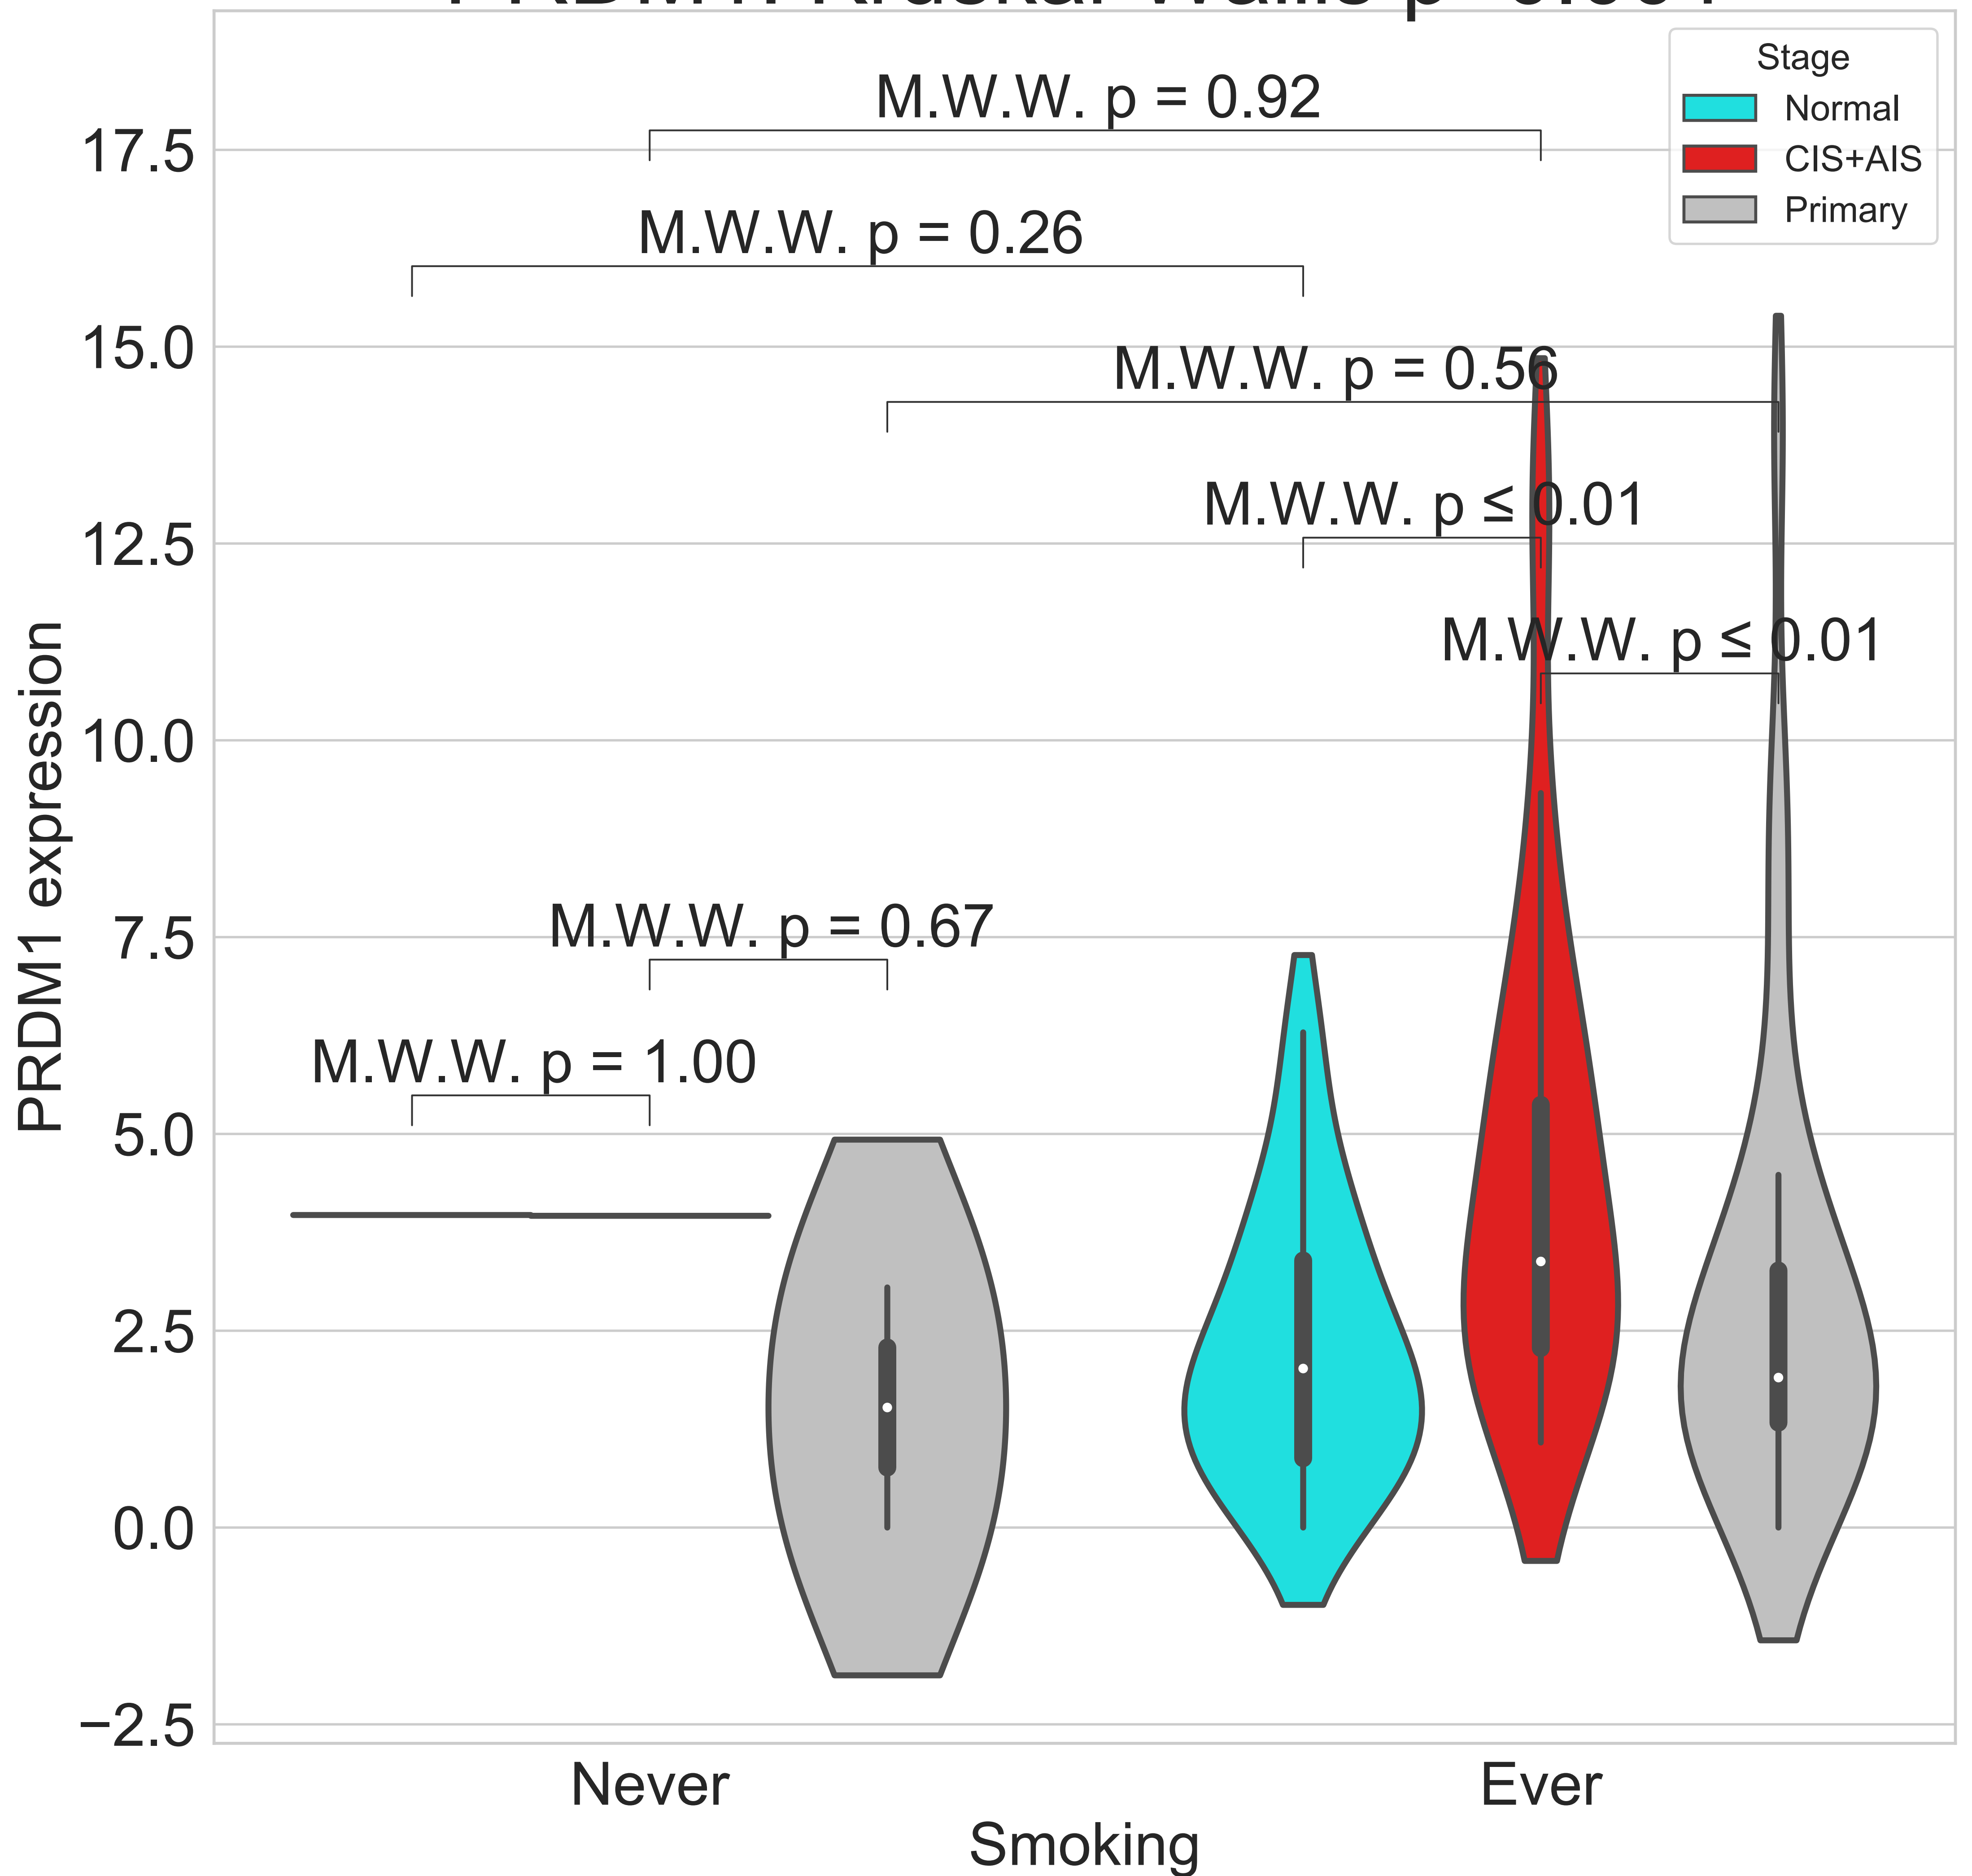 Stage
Normal
CIS+AIS
Primary
M.W.W. p = 0.92
M.W.W. p = 0.26
M.W.W. p = 0.56
M.W.W. p ≤ 0.01
M.W.W. p ≤ 0.01
M.W.W. p = 0.67
M.W.W. p = 1.00
17.5
15.0
12.5
10.0
7.5
5.0
2.5
0.0
−2.5
PRDM1 expression
Never
Ever
Smoking